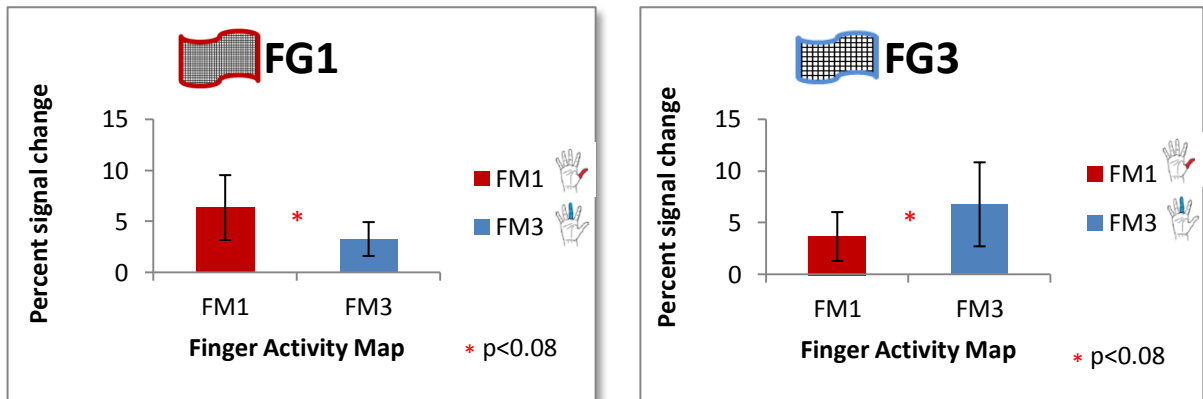 FG1
Percent signal change
15
10
5
0
*
FM1
FM3
FM1
FM3
Finger Activity Map
* p<0.08
FG3
Percent signal change
15
10
5
0
*
FM1
FM3
FM1
FM3
Finger Activity Map
* p<0.08